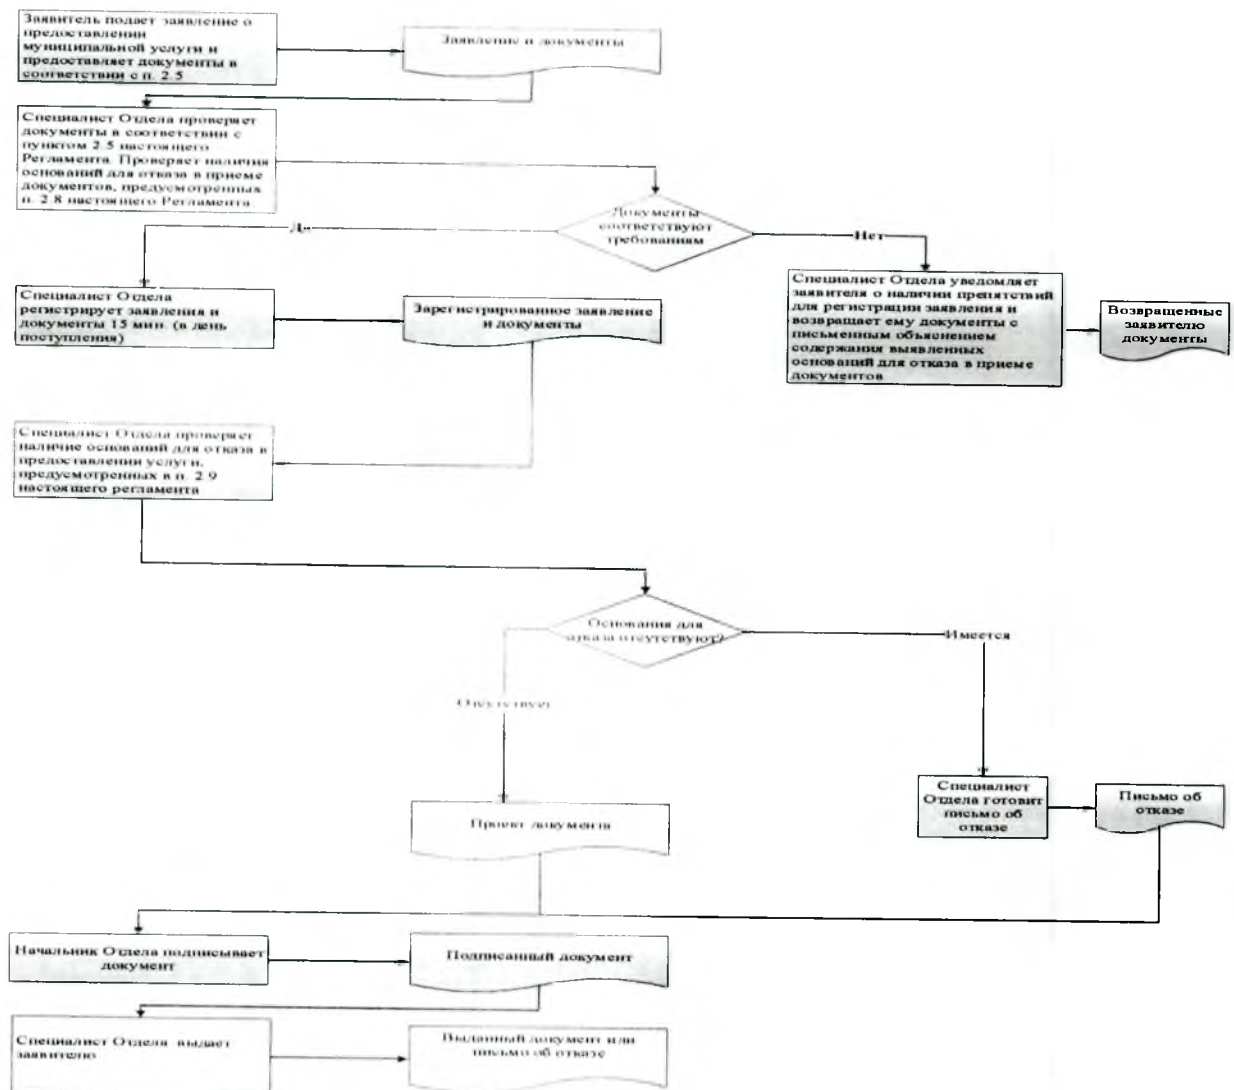 Заявитель подает заявление о
предоставлении
муниципальной услуги и
предоставляет документы в
соответствии с п. 2.5
Заявление и документы
Специалист Отдела проверяет
документы в соответствии с
пунктом 2.5 настоящего
Регламента. Проверяет наличия
оснований для отказа в приеме
документов, предусмотренных
п. 2.8 настоящего Регламента.
Документы
соответствуют
требованиям
Нет
Специалист Отдела
регистрирует заявления и
документы 15 мин. (в день
поступления)
Зарегистрированное заявление
и документы
Специалист Отдела уведомляет
заявителя о наличии препятствий
для регистрации заявления и
возвращает ему документы с
письменным объяснением
содержания выявленных
оснований для отказа в приеме
документов
Возвращенные
заявителю
документы
Специалист Отдела проверяет
наличие оснований для отказа в
предоставлении услуги,
предусмотренных в п. 2.9
настоящего регламента
Основания для
отказа отсутствуют?
Имеется
Отсутствует
Проект документа
Специалист
Отдела готовит
письмо об
отказе
Письмо об
отказе
Начальник Отдела подписывает
документ
Подписанный документ
Специалист Отдела выдает
заявителю
Выданный документ или
письмо об отказе